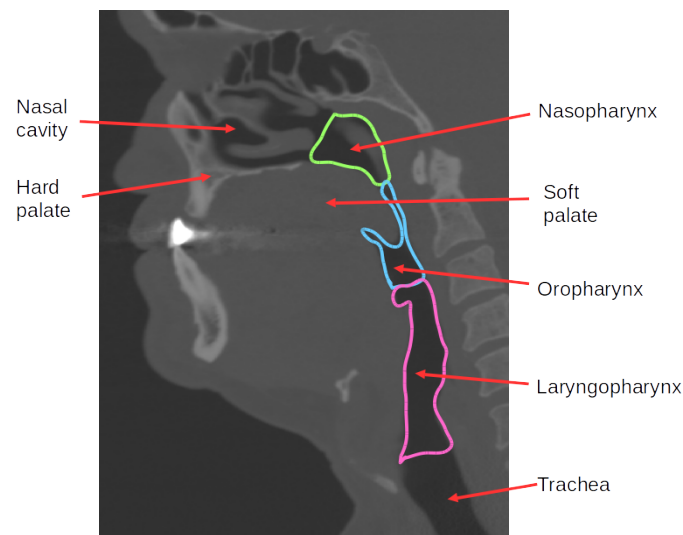 Nasal
cavity
Hard
palate
Nasopharynx
Soft
palate
Oropharynx
Laryngopharynx
Trachea